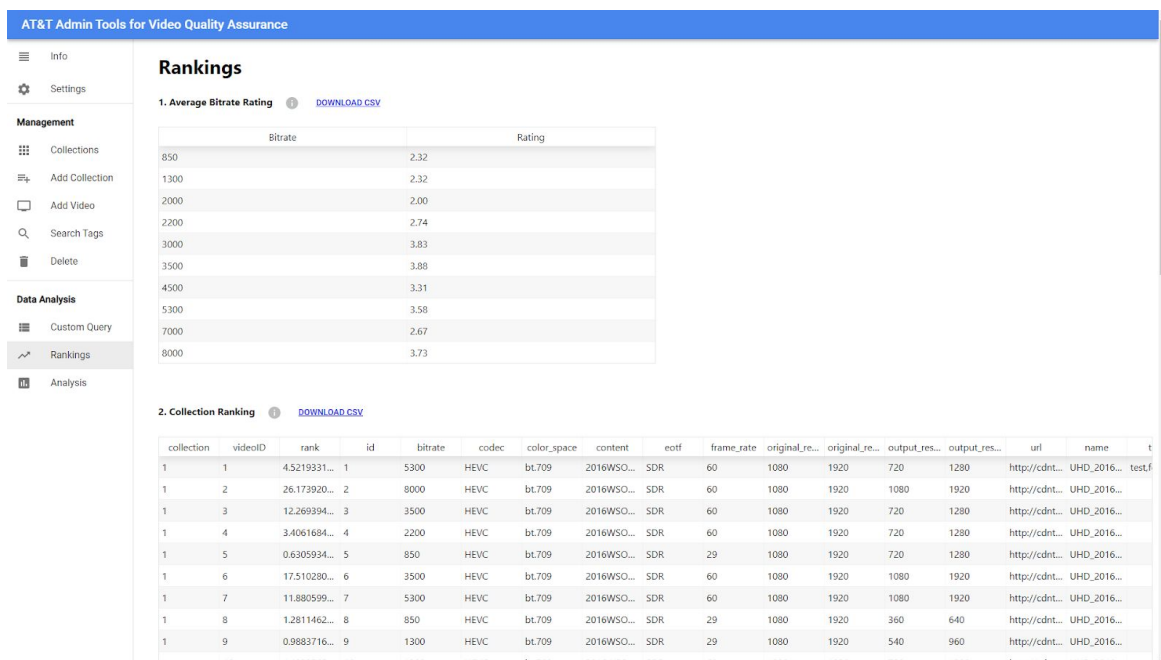 AT&T Admin Tools for Video Quality Assurance
Info
Settings
Management
Collections
Add Collection
Add Video
Search Tags
Delete
Data Analysis
Custom Query
Rankings
Analysis
Rankings
1. Average Bitrate Rating DOWNLOAD CSV
Bitrate Rating
850 2.32
1300 2.32
2000 2.00
2200 2.74
3000 3.83
3500 3.88
4500 3.31
5300 3.58
7000 2.67
8000 3.73
2. Collection Ranking DOWNLOAD CSV
collection videoID rank id bitrate codec color_space content eotf frame_rate original_re... original_re... output_res... output_res... url name t
1 1 4.5219331... 1 5300 HEVC bt.709 2016WSO... SDR 60 1080 1920 720 1280 http://cdnt... UHD_2016... test,f
1 2 26.173920... 2 8000 HEVC bt.709 2016WSO... SDR 60 1080 1920 1080 1920 http://cdnt... UHD_2016...
1 3 12.269394... 3 3500 HEVC bt.709 2016WSO... SDR 60 1080 1920 720 1280 http://cdnt... UHD_2016...
1 4 3.4061684... 4 2200 HEVC bt.709 2016WSO... SDR 60 1080 1920 720 1280 http://cdnt... UHD_2016...
1 5 0.6305934... 5 850 HEVC bt.709 2016WSO... SDR 29 1080 1920 720 1280 http://cdnt... UHD_2016...
1 6 17.510280... 6 3500 HEVC bt.709 2016WSO... SDR 60 1080 1920 1080 1920 http://cdnt... UHD_2016...
1 7 11.880599... 7 5300 HEVC bt.709 2016WSO... SDR 60 1080 1920 1080 1920 http://cdnt... UHD_2016...
1 8 1.2811462... 8 850 HEVC bt.709 2016WSO... SDR 29 1080 1920 360 640 http://cdnt... UHD_2016...
1 9 0.9883716... 9 1300 HEVC bt.709 2016WSO... SDR 29 1080 1920 540 960 http://cdnt... UHD_2016...